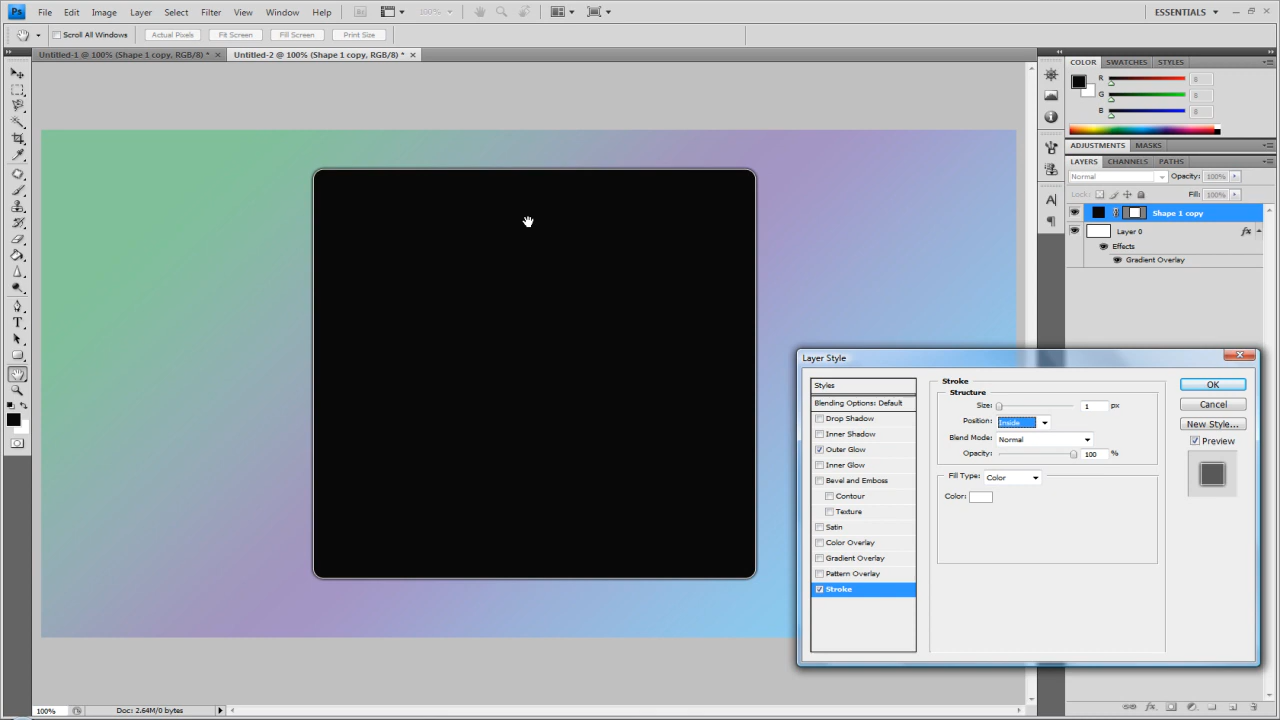 Ps File Edit Image Layer Select Filter View Window Help 100% ESSENTIALS
Scroll All Windows Actual Pixels Fit Screen Fill Screen Print Size
Untitled-1 @ 100% (Shape 1 copy, RGB/8) * Untitled-2 @ 100% (Shape 1 copy, RGB/8) *
COLOR SWATCHES STYLES
R 8
G 8
B 8
ADJUSTMENTS MASKS
LAYERS CHANNELS PATHS
Normal Opacity: 100%
Lock: Fill: 100%
Shape 1 copy
Layer 0 fx
Effects
Gradient Overlay
Layer Style
Styles
Blending Options: Default
Drop Shadow
Inner Shadow
Outer Glow
Inner Glow
Bevel and Emboss
Contour
Texture
Satin
Color Overlay
Gradient Overlay
Pattern Overlay
Stroke
Stroke
Structure
Size: 1 px
Position: Inside
Blend Mode: Normal
Opacity: 100 %
Fill Type: Color
Color:
OK
Cancel
New Style...
Preview
100% Doc: 2.64M/0 bytes